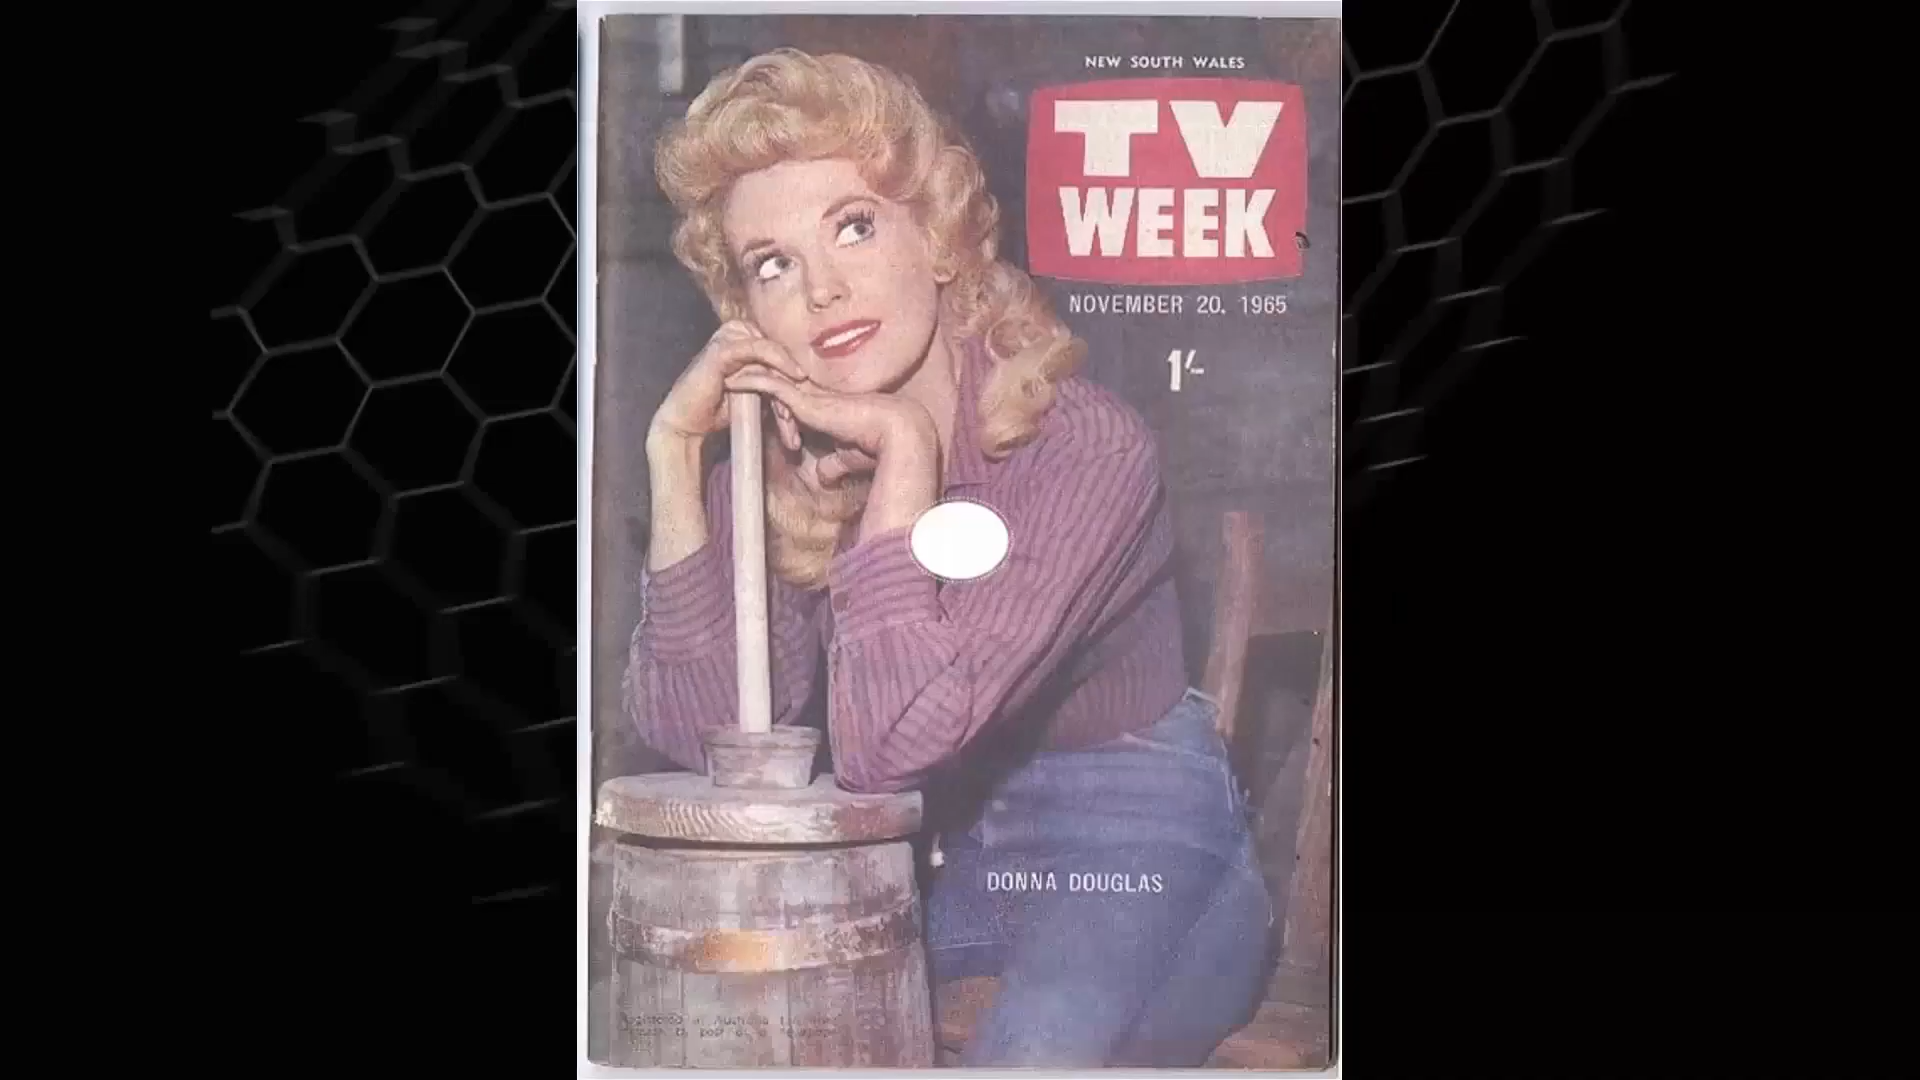 NEW SOUTH WALES
TV
WEEK
NOVEMBER 20, 1965
1/-
DONNA DOUGLAS